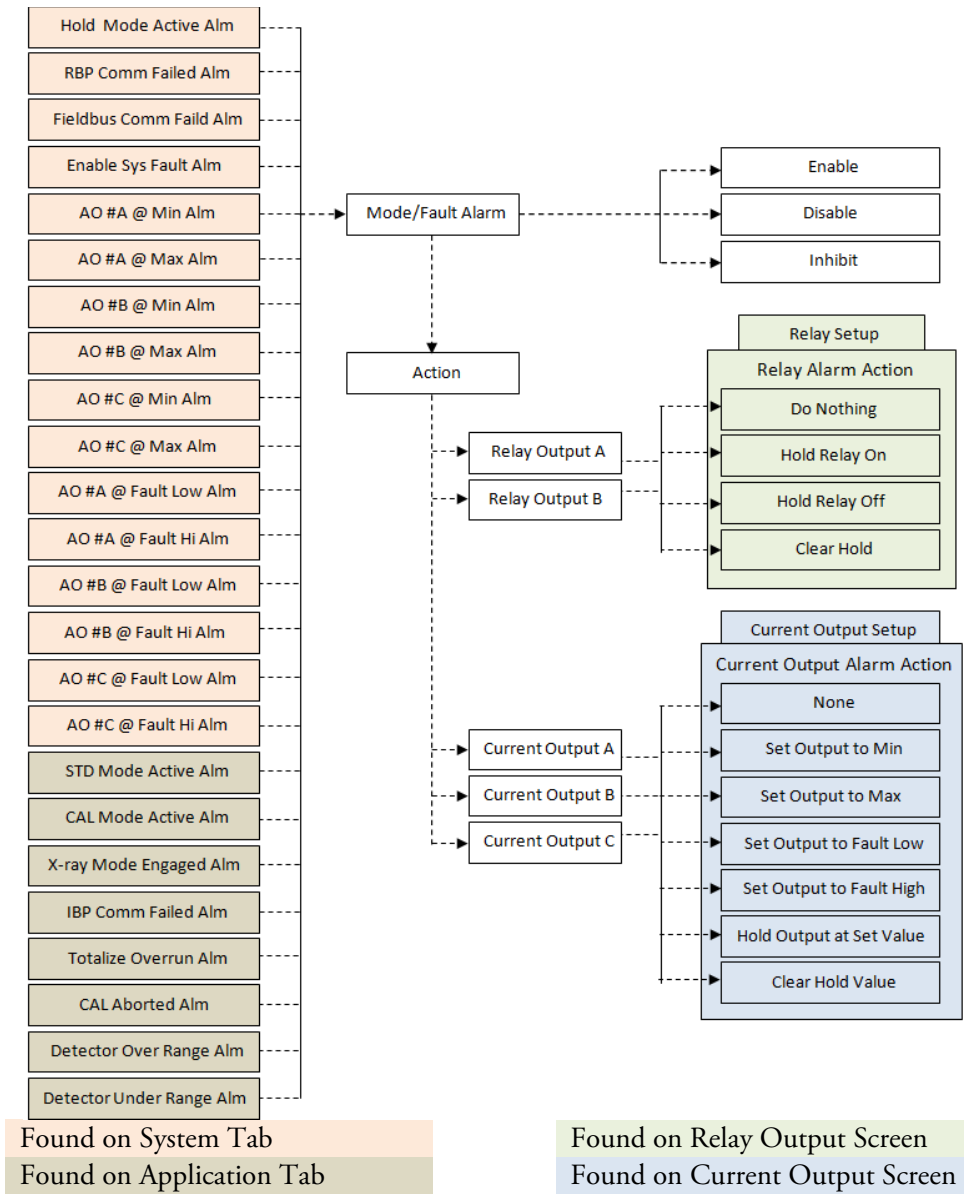 Hold Mode Active Alm
RBP Comm Failed Alm
Fieldbus Comm Faild Alm
Enable Sys Fault Alm
AO #A @ Min Alm
AO #A @ Max Alm
AO #B @ Min Alm
AO #B @ Max Alm
AO #C @ Min Alm
AO #C @ Max Alm
AO #A @ Fault Low Alm
AO #A @ Fault Hi Alm
AO #B @ Fault Low Alm
AO #B @ Fault Hi Alm
AO #C @ Fault Low Alm
AO #C @ Fault Hi Alm
STD Mode Active Alm
CAL Mode Active Alm
X-ray Mode Engaged Alm
IBP Comm Failed Alm
Totalize Overrun Alm
CAL Aborted Alm
Detector Over Range Alm
Detector Under Range Alm
Mode/Fault Alarm
Action
Enable
Disable
Inhibit
Relay Output A
Relay Output B
Relay Setup
Relay Alarm Action
Do Nothing
Hold Relay On
Hold Relay Off
Clear Hold
Current Output A
Current Output B
Current Output C
Current Output Setup
Current Output Alarm Action
None
Set Output to Min
Set Output to Max
Set Output to Fault Low
Set Output to Fault High
Hold Output at Set Value
Clear Hold Value
Found on System Tab
Found on Application Tab
Found on Relay Output Screen
Found on Current Output Screen